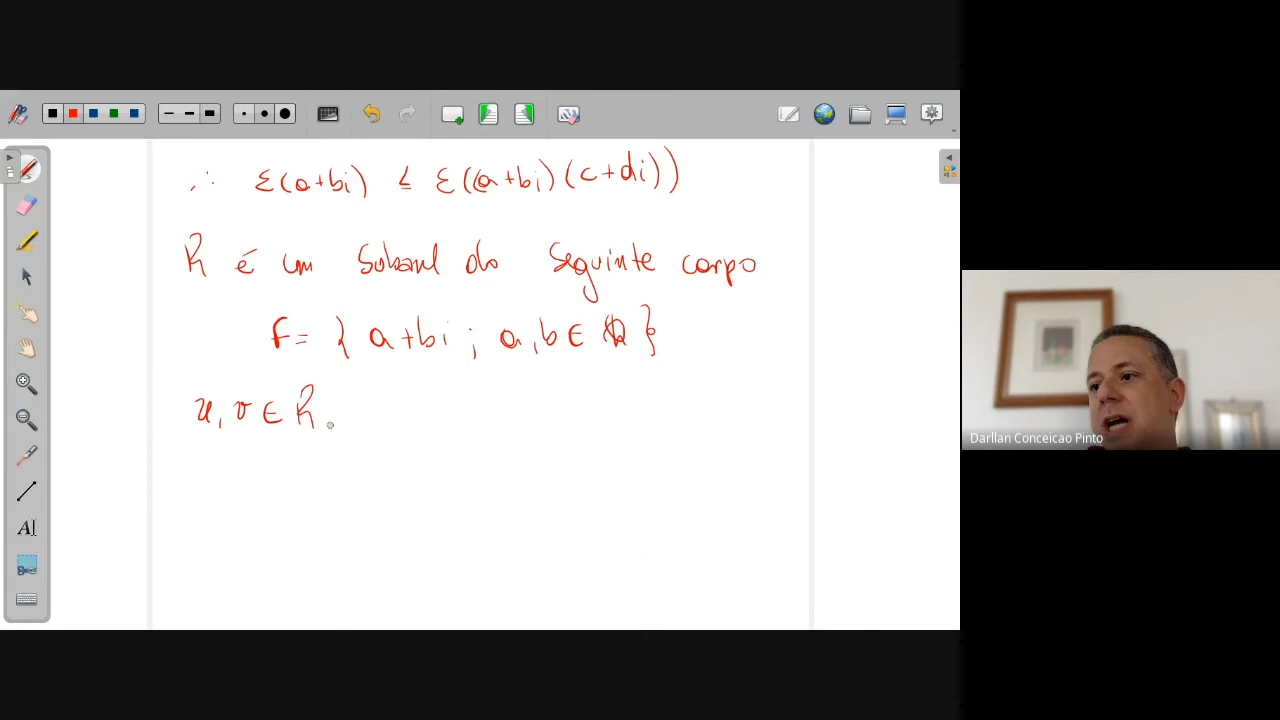 ∴ ε(a+bi) ≤ ε((a+bi)(c+di))
R é um Subanel do seguinte corpo
F = { a+bi ; a,b ∈ ℚ }
u, v ∈ R
Darllan Conceicao Pinto